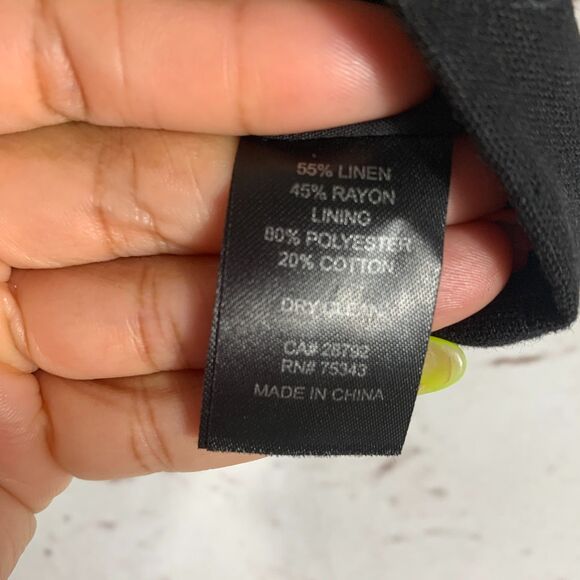 55% LINEN
45% RAYON
LINING
80% POLYESTER
20% COTTON
DRY CLEAN
CA# 28792
RN# 75343
MADE IN CHINA